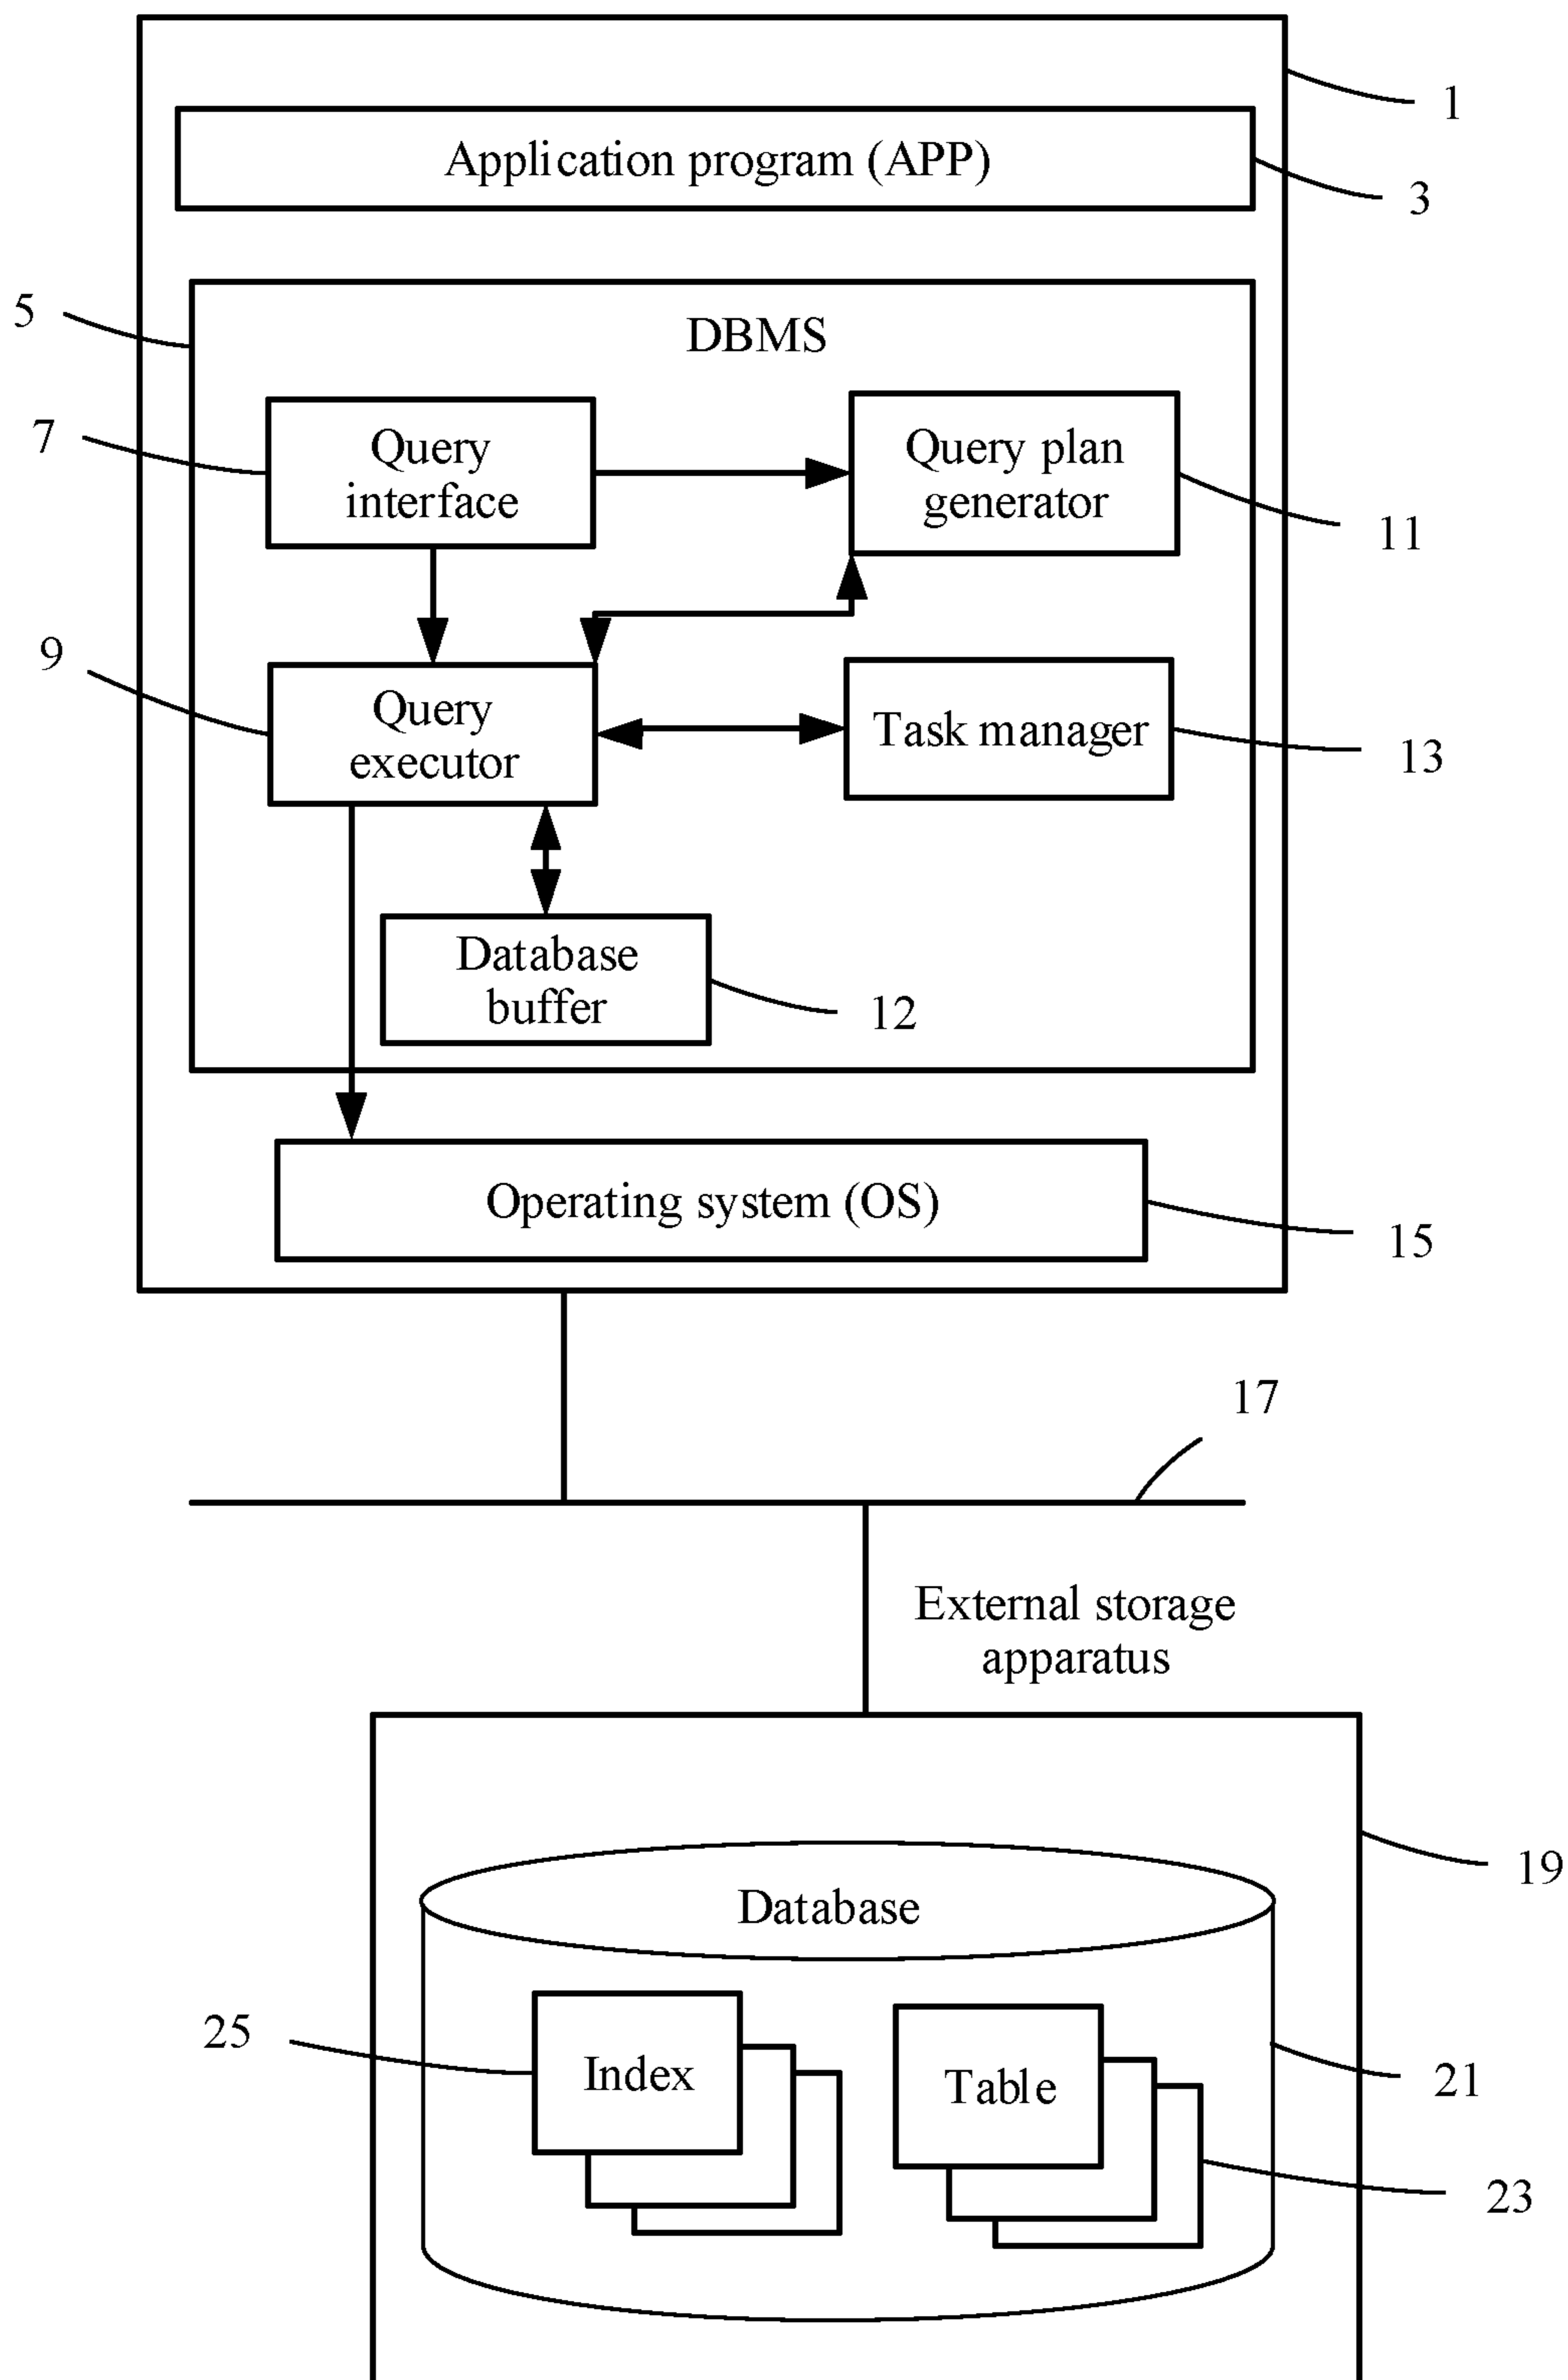 1
Application program (APP)
3
5
DBMS
7
Query
interface
Query plan
generator
11
9
Query
executor
Task manager
13
Database
buffer
12
Operating system (OS)
15
17
External storage
apparatus
19
Database
25
Index
Table
21
23